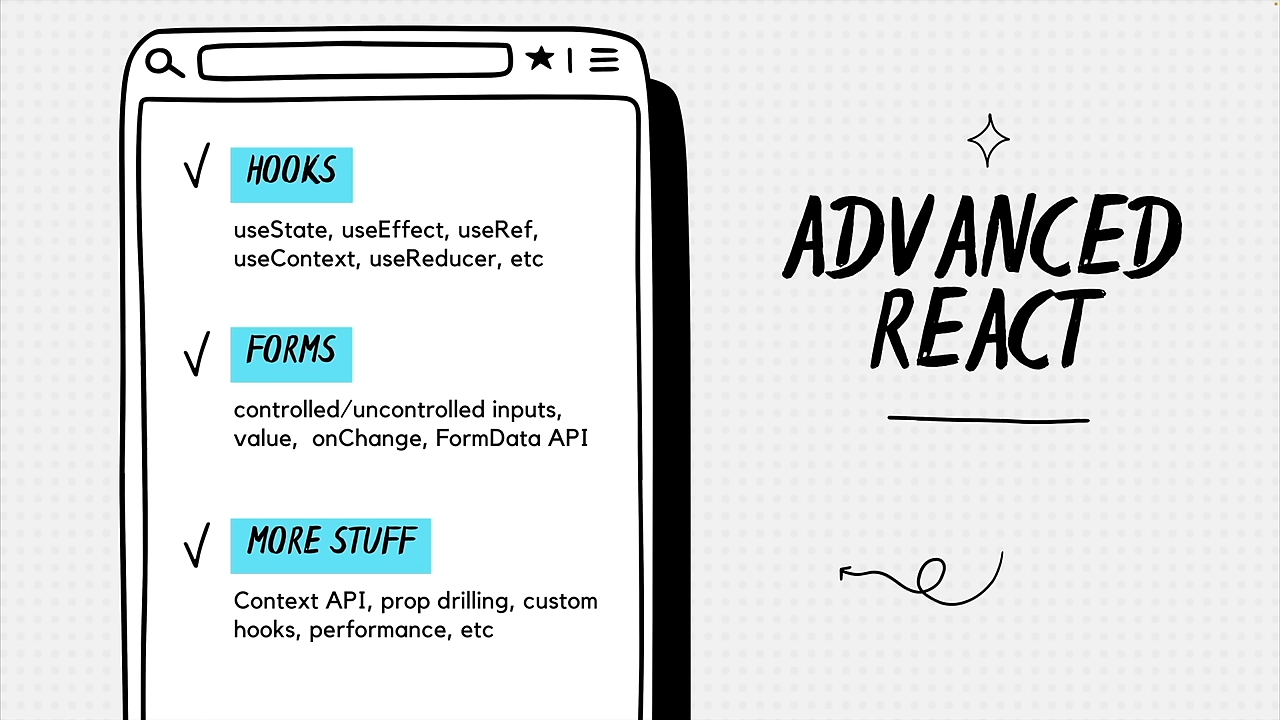 HOOKS
useState, useEffect, useRef,
useContext, useReducer, etc
FORMS
controlled/uncontrolled inputs,
value,  onChange, FormData API
MORE STUFF
Context API, prop drilling, custom
hooks, performance, etc
ADVANCED
REACT